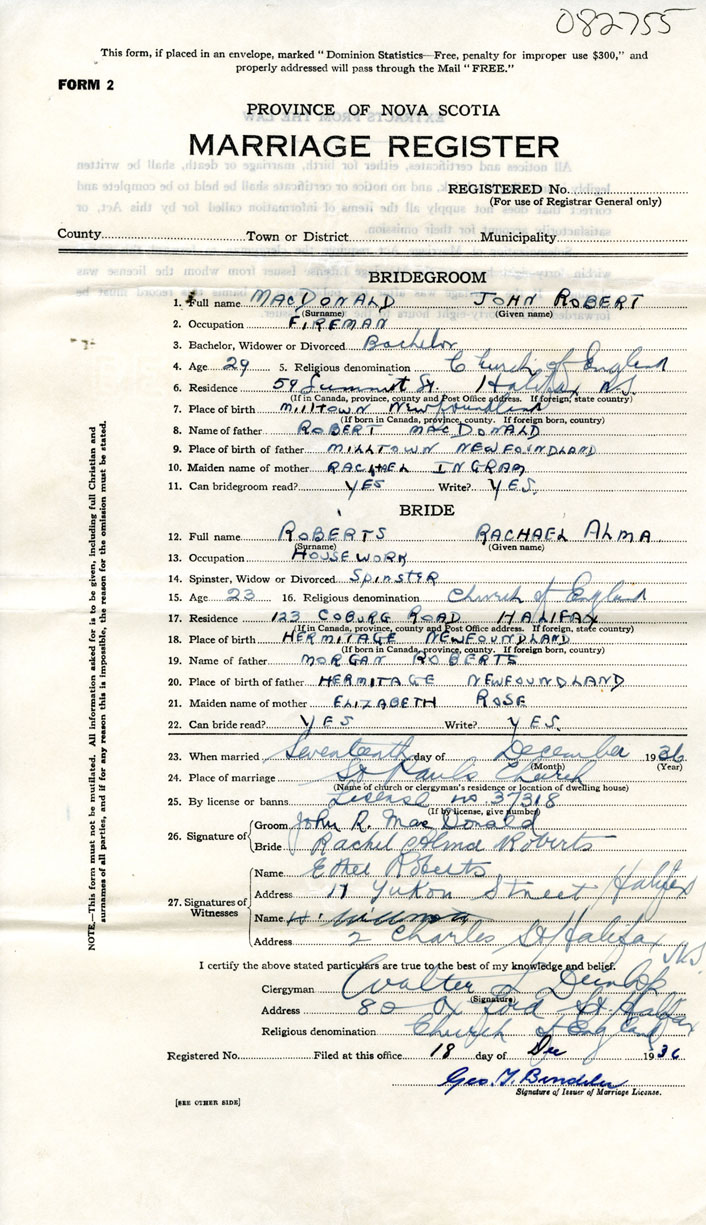 082755
This form, if placed in an envelope, marked "Dominion Statistics—Free, penalty for improper use $300," and
properly addressed will pass through the Mail "FREE."
FORM 2
PROVINCE OF NOVA SCOTIA
MARRIAGE REGISTER
REGISTERED No.
(For use of Registrar General only)
County Town or District Municipality
BRIDEGROOM
1. Full name MACDONALD JOHN ROBERT
(Surname) (Given name)
2. Occupation FIREMAN
3. Bachelor, Widower or Divorced Bachelor
4. Age 29 5. Religious denomination Church of England
6. Residence 59 Summit St. Halifax N.S.
(If in Canada, province, county and Post Office address. If foreign, state country)
7. Place of birth MILLTOWN Newfoundland
(If born in Canada, province, county. If foreign born, country)
8. Name of father ROBERT MACDONALD
9. Place of birth of father MILLTOWN NEWFOUNDLAND
10. Maiden name of mother RACHAEL INGRAM
11. Can bridegroom read? YES Write? YES.
BRIDE
12. Full name ROBERTS RACHAEL ALMA
(Surname) (Given name)
13. Occupation HOUSEWORK
14. Spinster, Widow or Divorced SPINSTER
15. Age 23 16. Religious denomination Church of England
17. Residence 123 COBURG ROAD HALIFAX
(If in Canada, province, county and Post Office address. If foreign, state country)
18. Place of birth HERMITAGE NEWFOUNDLAND
(If born in Canada, province, county. If foreign born, country)
19. Name of father MORGAN ROBERTS
20. Place of birth of father HERMITAGE NEWFOUNDLAND
21. Maiden name of mother ELIZABETH ROSE
22. Can bride read? YES Write? YES.
23. When married Seventeenth day of December 1936
(Month) (Year)
24. Place of marriage St Pauls Church
(Name of church or clergyman's residence or location of dwelling house)
25. By license or banns License no 37318
(If by license, give number)
26. Signature of Groom John R. MacDonald
Bride Rachel Alma Roberts
27. Signatures of Witnesses
Name Ethel Roberts
Address 17 Yukon Street Halifax
Name H.
Address 2 Charles St Halifax N.S
I certify the above stated particulars are true to the best of my knowledge and belief.
Clergyman Walter L Dunlop
(Signature)
Address 80 Oxford St. Halifax
Religious denomination Church of England
Registered No. Filed at this office 18 day of Dec 1936
Geo. T.
Signature of Issuer of Marriage License.
[SEE OTHER SIDE]
NOTE.—This form must not be mutilated. All information asked for is to be given, including full Christian and
surnames of all parties, and if for any reason this is impossible, the reason for the omission must be stated.